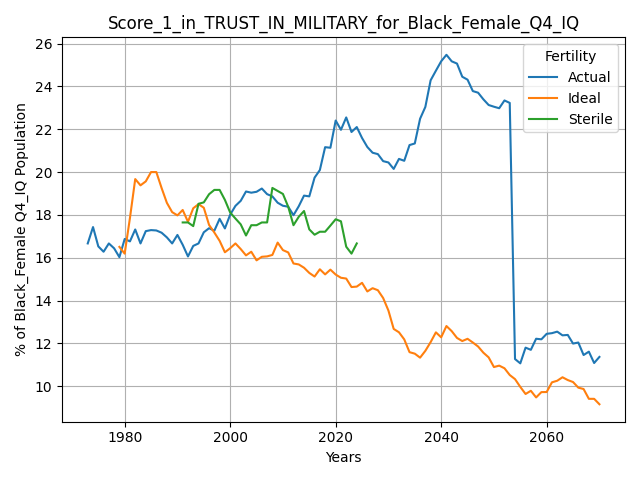 Score_1_in_TRUST_IN_MILITARY_for_Black_Female_Q4_IQ
% of Black_Female Q4_IQ Population
26
24
22
20
18
16
14
12
10
Fertility
Actual
Ideal
Sterile
1980 2000 2020 2040 2060
Years